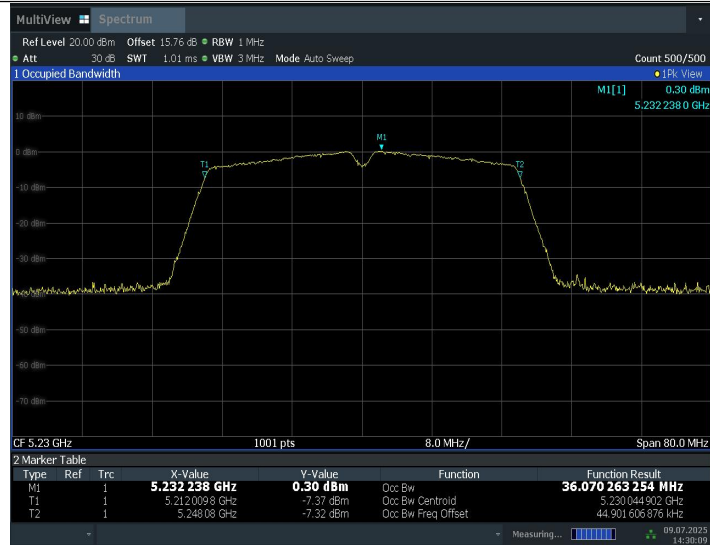 MultiView Spectrum
Ref Level 20.00 dBm Offset 15.76 dB RBW 1 MHz
Att 30 dB SWT 1.01 ms VBW 3 MHz Mode Auto Sweep Count 500/500
1 Occupied Bandwidth 1Pk View
M1[1] 0.30 dBm
5.232 238 0 GHz
10 dBm
M1
0 dBm
T1
T2
-10 dBm
-20 dBm
-30 dBm
-50 dBm
-60 dBm
-70 dBm
CF 5.23 GHz 1001 pts 8.0 MHz/ Span 80.0 MHz
2 Marker Table
Type Ref Trc X-Value Y-Value Function Function Result
M1 1 5.232 238 GHz 0.30 dBm Occ Bw 36.070 263 254 MHz
T1 1 5.212 009 8 GHz -7.37 dBm Occ Bw Centroid 5.230 044 902 GHz
T2 1 5.248 08 GHz -7.32 dBm Occ Bw Freq Offset 44.901 606 876 kHz
Measuring... 09.07.2025
14:30:09